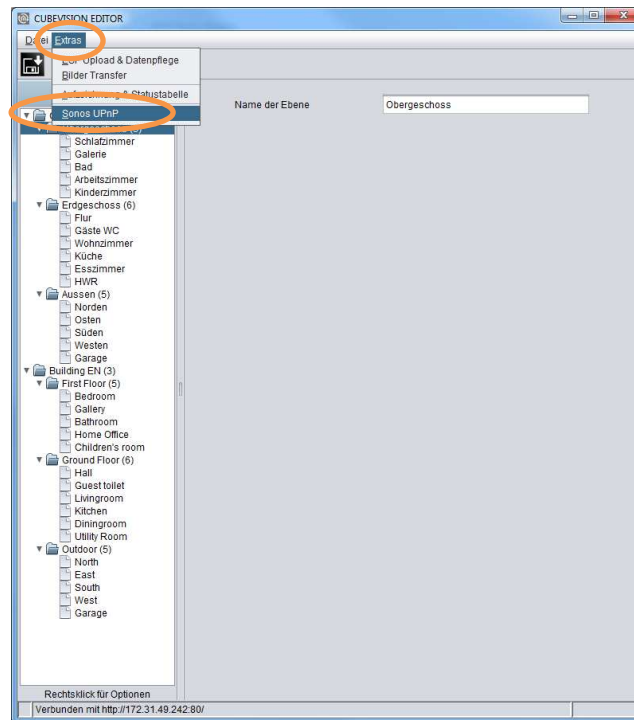 CUBEVISION EDITOR
Datei Extras
Upload & Datenpflege
Bilder Transfer
Aufzeichnung & Statustabelle
Sonos UPnP
Name der Ebene Obergeschoss
Schlafzimmer
Galerie
Bad
Arbeitszimmer
Kinderzimmer
Erdgeschoss (6)
Flur
Gäste WC
Wohnzimmer
Küche
Esszimmer
HWR
Aussen (5)
Norden
Osten
Süden
Westen
Garage
Building EN (3)
First Floor (5)
Bedroom
Gallery
Bathroom
Home Office
Children's room
Ground Floor (6)
Hall
Guest toilet
Livingroom
Kitchen
Diningroom
Utility Room
Outdoor (5)
North
East
South
West
Garage
Rechtsklick für Optionen
Verbunden mit http://172.31.49.242:80/